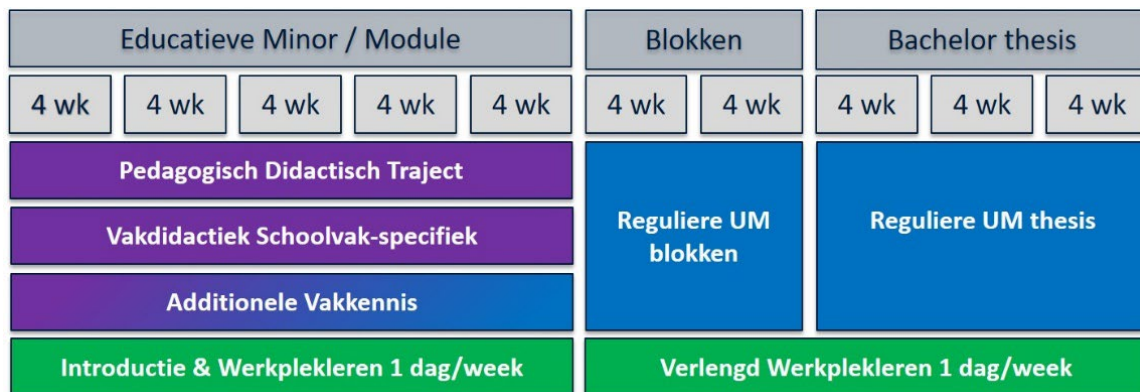 Educatieve Minor / Module
Blokken
Bachelor thesis
4 wk
4 wk
4 wk
4 wk
4 wk
4 wk
4 wk
4 wk
4 wk
4 wk
Pedagogisch Didactisch Traject
Vakdidactiek Schoolvak-specifiek
Additionele Vakkennis
Reguliere UM
blokken
Reguliere UM thesis
Introductie & Werkplekleren 1 dag/week
Verlengd Werkplekleren 1 dag/week